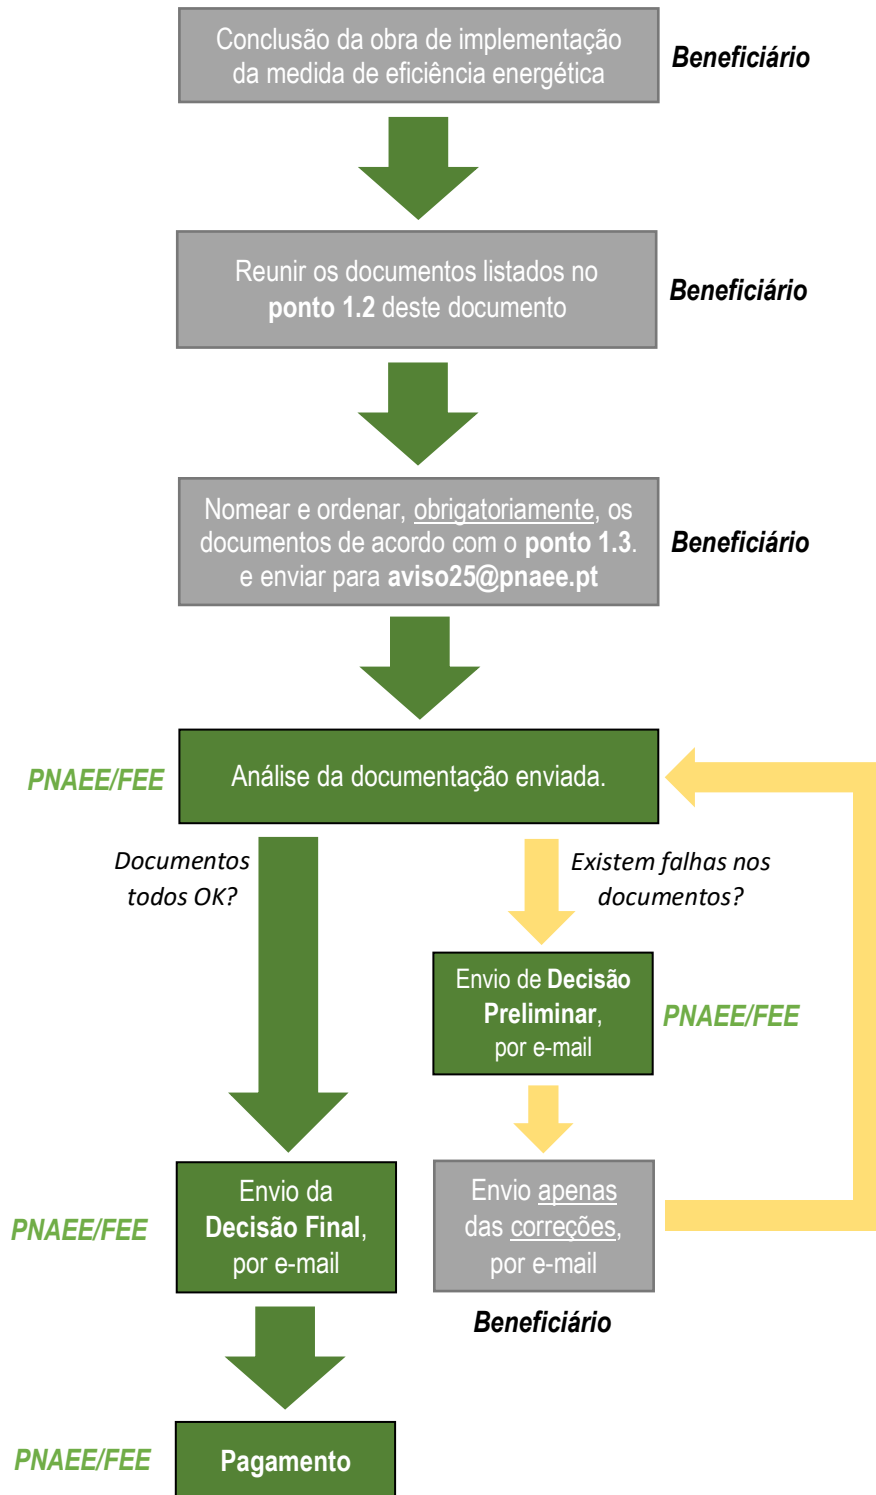 Conclusão da obra de implementação
da medida de eficiência energética
Beneficiário
Reunir os documentos listados no
ponto 1.2 deste documento
Beneficiário
Nomear e ordenar, obrigatoriamente, os
documentos de acordo com o ponto 1.3.
e enviar para aviso25@pnaee.pt
Beneficiário
PNAEE/FEE
Análise da documentação enviada.
Documentos
todos OK?
Existem falhas nos
documentos?
Envio de Decisão
Preliminar,
por e-mail
PNAEE/FEE
PNAEE/FEE
Envio da
Decisão Final,
por e-mail
Envio apenas
das correções,
por e-mail
Beneficiário
PNAEE/FEE
Pagamento